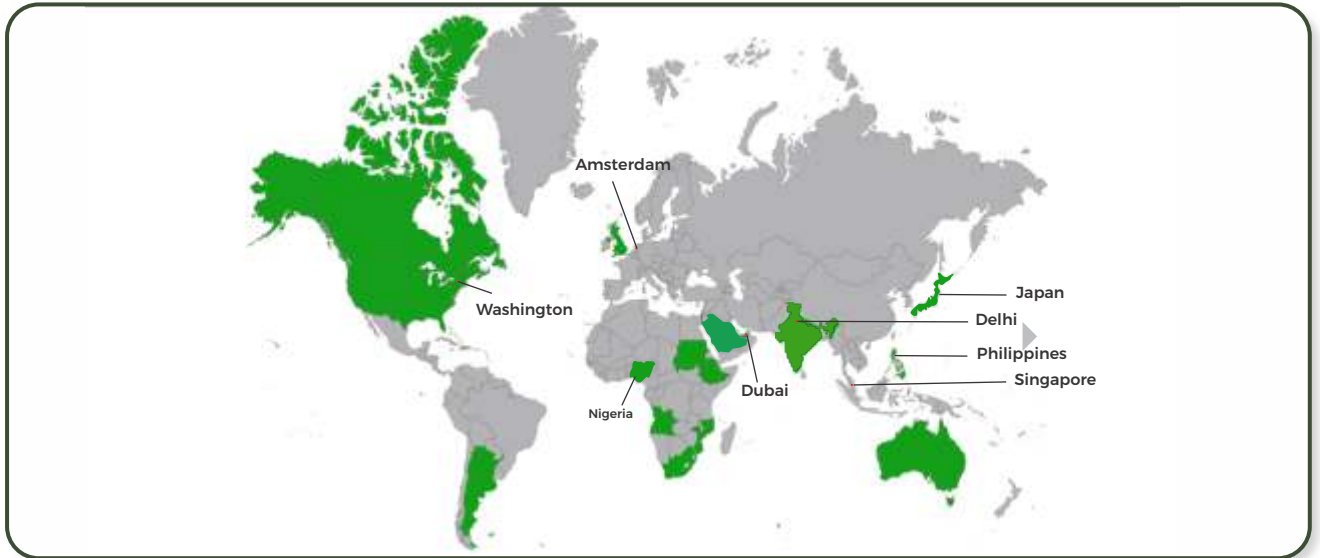 Amsterdam
Washington
Japan
Delhi
Philippines
Singapore
Dubai
Nigeria